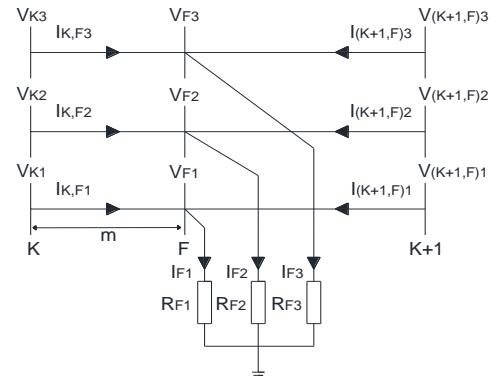 VK3 IK,F3 VF3 I(K+1,F)3 V(K+1,F)3
VK2 IK,F2 VF2 I(K+1,F)2 V(K+1,F)2
VK1 IK,F1 VF1 I(K+1,F)1 V(K+1,F)1
m
K F K+1
IF1 IF2 IF3
RF1 RF2 RF3